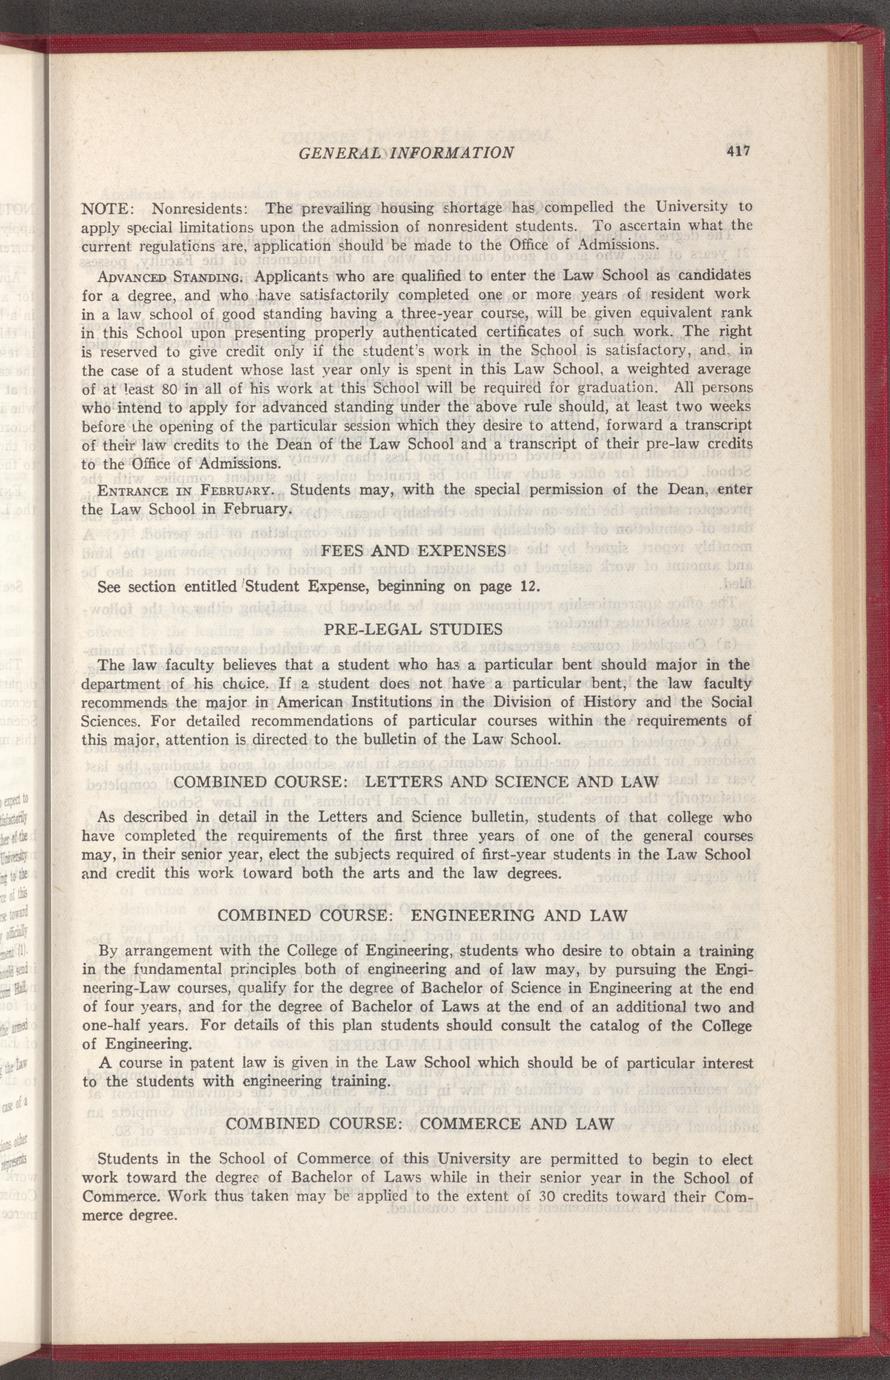 GENERAL INFORMATION 417
NOTE: Nonresidents: The prevailing housing shortage has compelled the University to
apply special limitations upon the admission of nonresident students. To ascertain what the
current regulations are, application should be made to the Office of Admissions.
ADVANCED STANDING. Applicants who are qualified to enter the Law School as candidates
for a degree, and who have satisfactorily completed one or more years of resident work
in a law school of good standing having a three-year course, will be given equivalent rank
in this School upon presenting properly authenticated certificates of such work. The right
is reserved to give credit only if the student's work in the School is satisfactory, and, in
the case of a student whose last year only is spent in this Law School, a weighted average
of at least 80 in all of his work at this School will be required for graduation. All persons
who intend to apply for advanced standing under the above rule should, at least two weeks
before the opening of the particular session which they desire to attend, forward a transcript
of their law credits to the Dean of the Law School and a transcript of their pre-law credits
to the Office of Admissions.
ENTRANCE IN FEBRUARY. Students may, with the special permission of the Dean, enter
the Law School in February.
FEES AND EXPENSES
See section entitled Student Expense, beginning on page 12.
PRE-LEGAL STUDIES
The law faculty believes that a student who has a particular bent should major in the
department of his choice. If a student does not have a particular bent, the law faculty
recommends the major in American Institutions in the Division of History and the Social
Sciences. For detailed recommendations of particular courses within the requirements of
this major, attention is directed to the bulletin of the Law School.
COMBINED COURSE: LETTERS AND SCIENCE AND LAW
As described in detail in the Letters and Science bulletin, students of that college who
have completed the requirements of the first three years of one of the general courses
may, in their senior year, elect the subjects required of first-year students in the Law School
and credit this work toward both the arts and the law degrees.
COMBINED COURSE: ENGINEERING AND LAW
By arrangement with the College of Engineering, students who desire to obtain a training
in the fundamental principles both of engineering and of law may, by pursuing the Engi-
neering-Law courses, qualify for the degree of Bachelor of Science in Engineering at the end
of four years, and for the degree of Bachelor of Laws at the end of an additional two and
one-half years. For details of this plan students should consult the catalog of the College
of Engineering.
A course in patent law is given in the Law School which should be of particular interest
to the students with engineering training.
COMBINED COURSE: COMMERCE AND LAW
Students in the School of Commerce of this University are permitted to begin to elect
work toward the degree of Bachelor of Laws while in their senior year in the School of
Commerce. Work thus taken may be applied to the extent of 30 credits toward their Com-
merce degree.